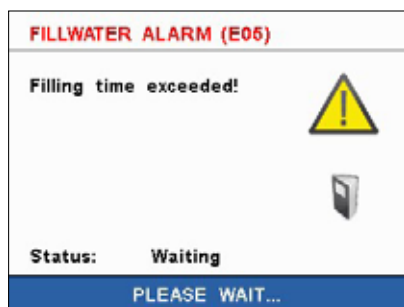 FILLWATER ALARM (E05)
Filling time exceeded!
Status: Waiting
PLEASE WAIT...